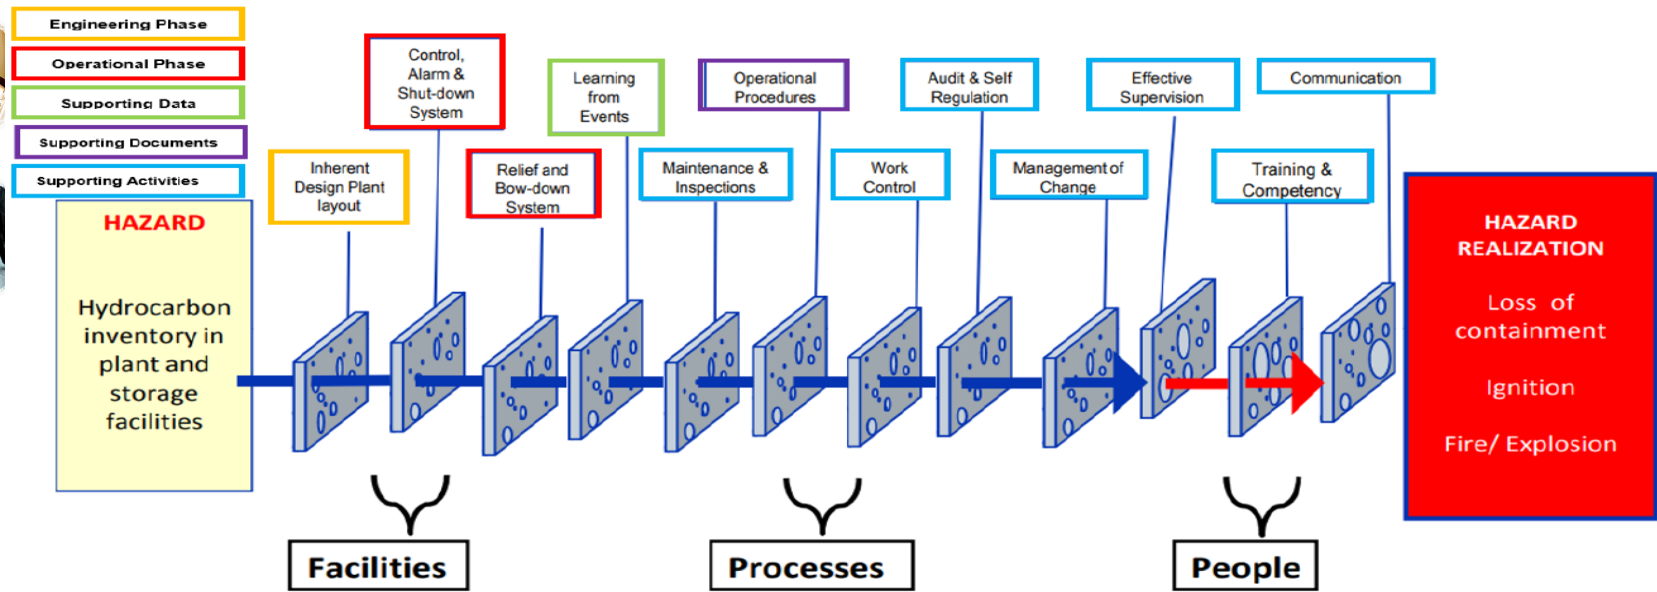 Engineering Phase
Operational Phase
Supporting Data
Supporting Documents
Supporting Activities
Control,
Alarm &
Shut-down
System
Learning
from
Events
Operational
Procedures
Audit & Self
Regulation
Effective
Supervision
Communication
Inherent
Design Plant
layout
Relief and
Bow-down
System
Maintenance &
Inspections
Work
Control
Management of
Change
Training &
Competency
HAZARD
Hydrocarbon
inventory in
plant and
storage
facilities
HAZARD
REALIZATION
Loss of
containment
Ignition
Fire/ Explosion
Facilities
Processes
People